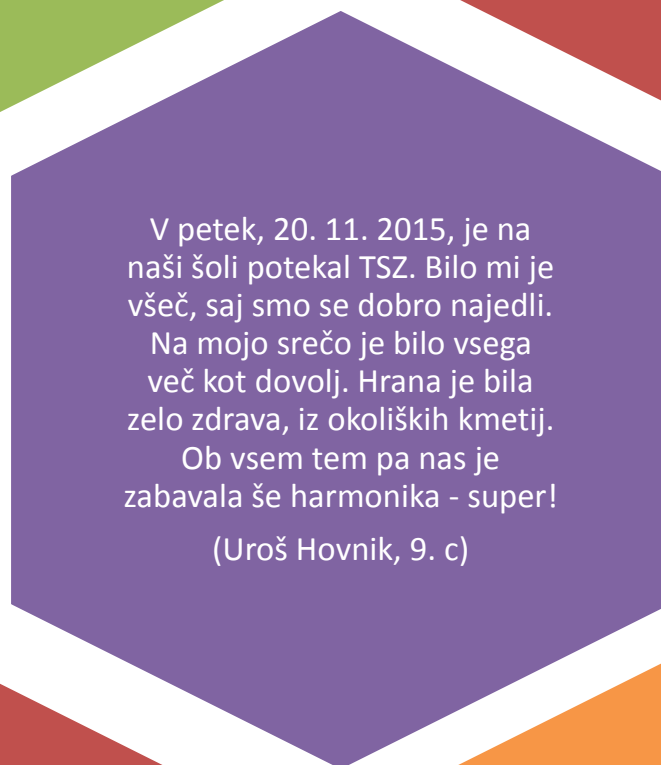 V petek, 20. 11. 2015, je na
naši šoli potekal TSZ. Bilo mi je
všeč, saj smo se dobro najedli.
Na mojo srečo je bilo vsega
več kot dovolj. Hrana je bila
zelo zdrava, iz okoliških kmetij.
Ob vsem tem pa nas je
zabavala še harmonika - super!
(Uroš Hovnik, 9. c)